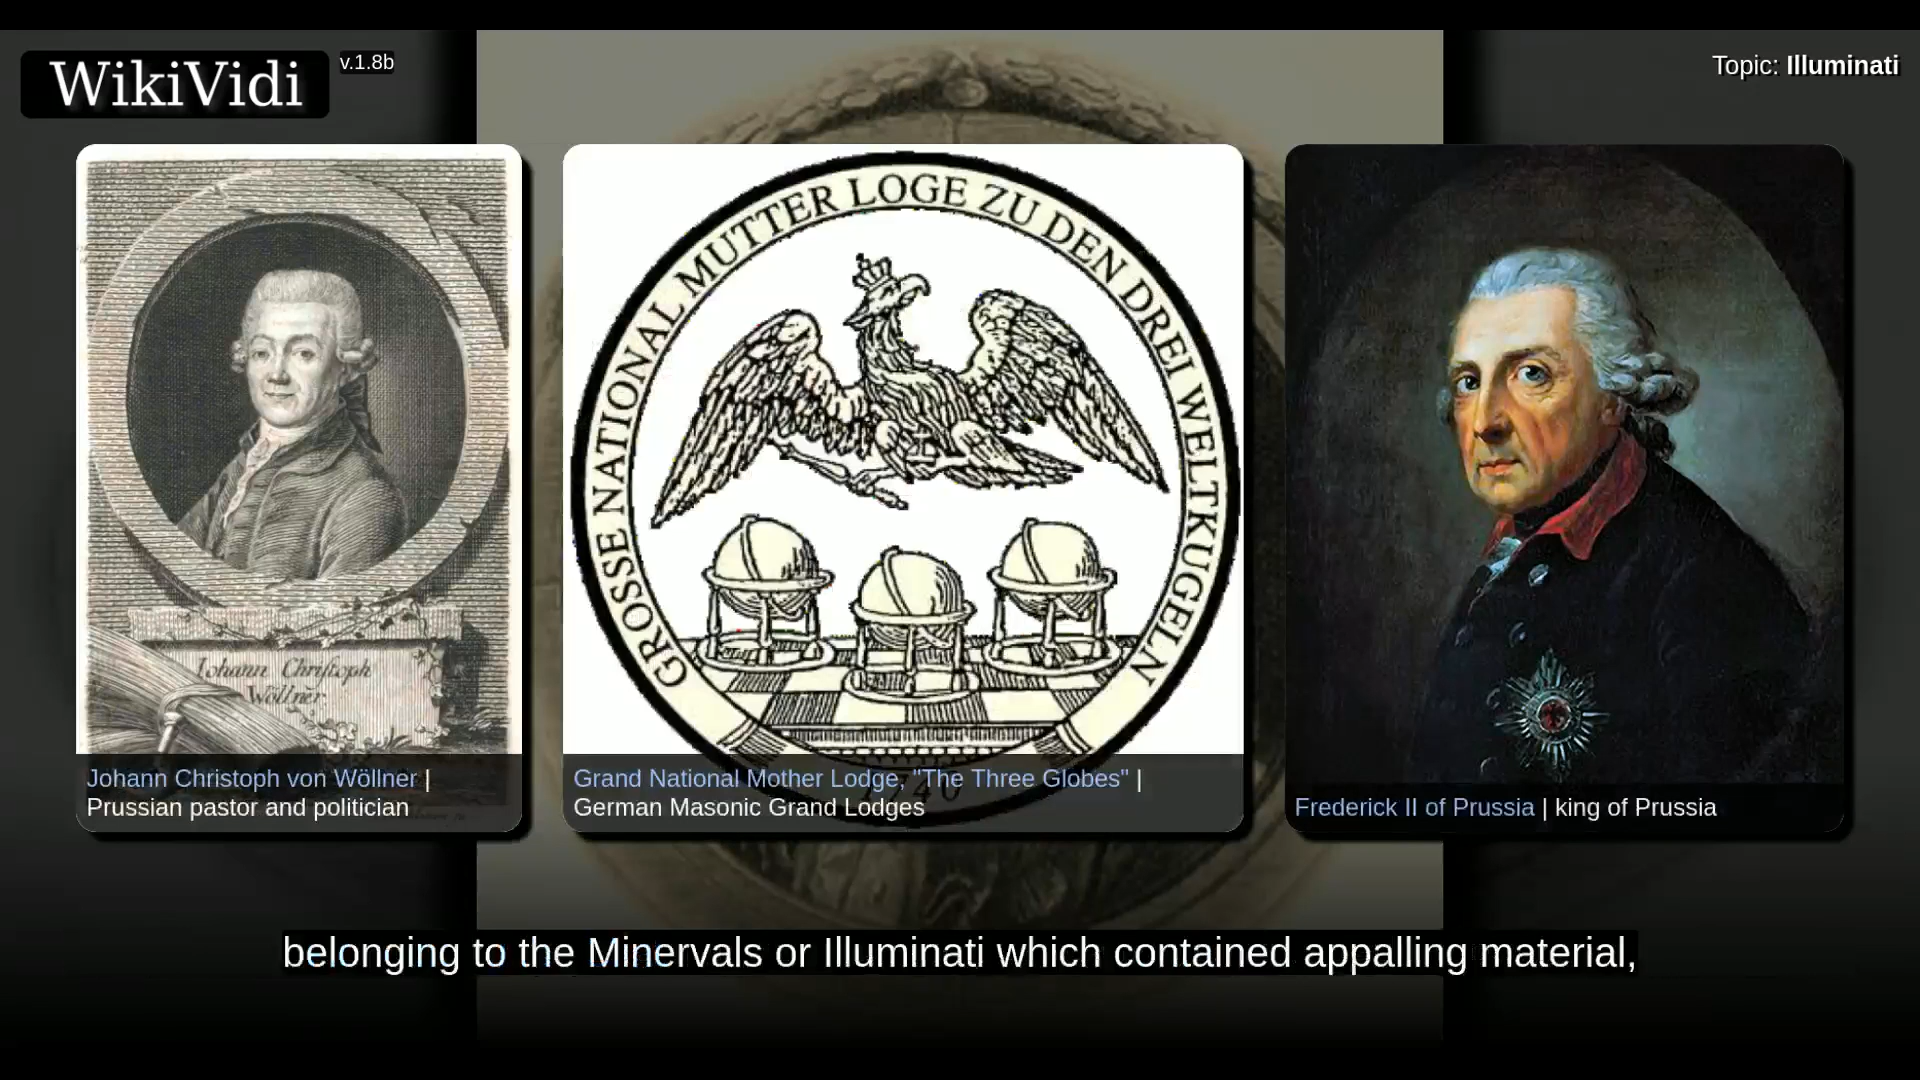 WikiVidi
v.1.8b
Topic: Illuminati
Johann Christoph
Wöllner.
Johann Christoph von Wöllner |
Prussian pastor and politician
GROSSE NATIONAL MUTTER LOGE ZU DEN DREI WELTKUGELN
Grand National Mother Lodge, "The Three Globes" |
German Masonic Grand Lodges
Frederick II of Prussia | king of Prussia
belonging to the Minervals or Illuminati which contained appalling material,